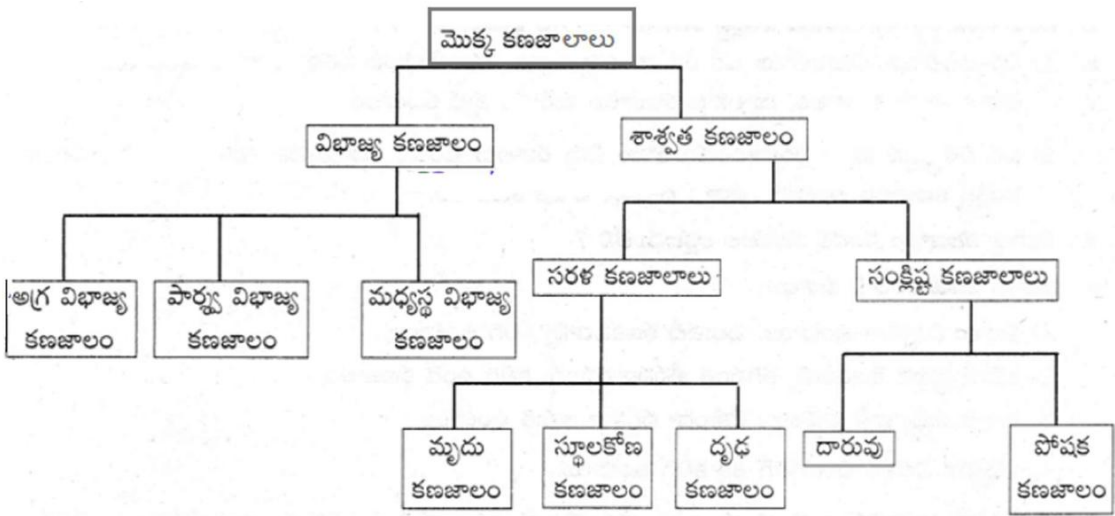 మొక్క కణజాలాలు
విభాజ్య కణజాలం
శాశ్వత కణజాలం
సరళ కణజాలాలు
సంక్లిష్ట కణజాలాలు
అగ్ర విభాజ్య
కణజాలం
పార్శ్వ విభాజ్య
కణజాలం
మధ్యస్థ విభాజ్య
కణజాలం
మృదు
కణజాలం
స్థూలకోణ
కణజాలం
దృఢ
కణజాలం
దారువు
పోషక
కణజాలం